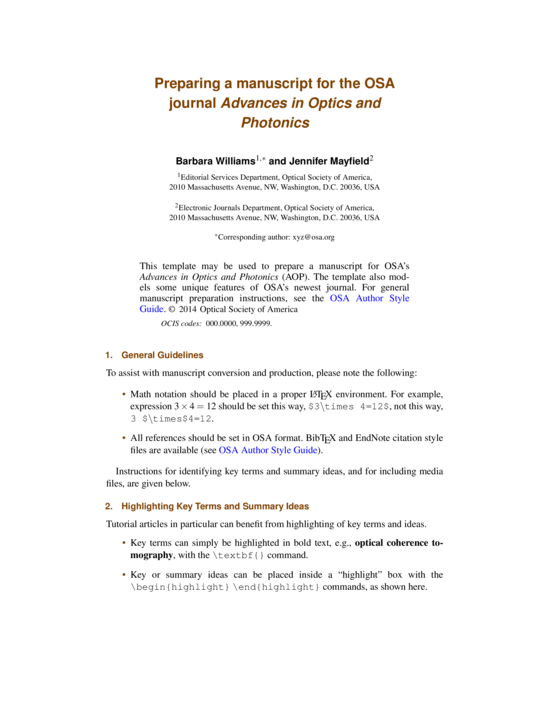 Preparing a manuscript for the OSA
journal Advances in Optics and
Photonics
Barbara Williams1,∗ and Jennifer Mayfield2
1Editorial Services Department, Optical Society of America,
2010 Massachusetts Avenue, NW, Washington, D.C. 20036, USA
2Electronic Journals Department, Optical Society of America,
2010 Massachusetts Avenue, NW, Washington, D.C. 20036, USA
∗Corresponding author: xyz@osa.org
This template may be used to prepare a manuscript for OSA's
Advances in Optics and Photonics (AOP). The template also mod-
els some unique features of OSA's newest journal. For general
manuscript preparation instructions, see the OSA Author Style
Guide. © 2014 Optical Society of America
OCIS codes: 000.0000, 999.9999.
1. General Guidelines
To assist with manuscript conversion and production, please note the following:
• Math notation should be placed in a proper LATEX environment. For example,
expression 3 × 4 = 12 should be set this way, $3\times 4=12$, not this way,
3 $\times$4=12.
• All references should be set in OSA format. BibTEX and EndNote citation style
files are available (see OSA Author Style Guide).
Instructions for identifying key terms and summary ideas, and for including media
files, are given below.
2. Highlighting Key Terms and Summary Ideas
Tutorial articles in particular can benefit from highlighting of key terms and ideas.
• Key terms can simply be highlighted in bold text, e.g., optical coherence to-
mography, with the \textbf{} command.
• Key or summary ideas can be placed inside a “highlight” box with the
\begin{highlight} \end{highlight} commands, as shown here.